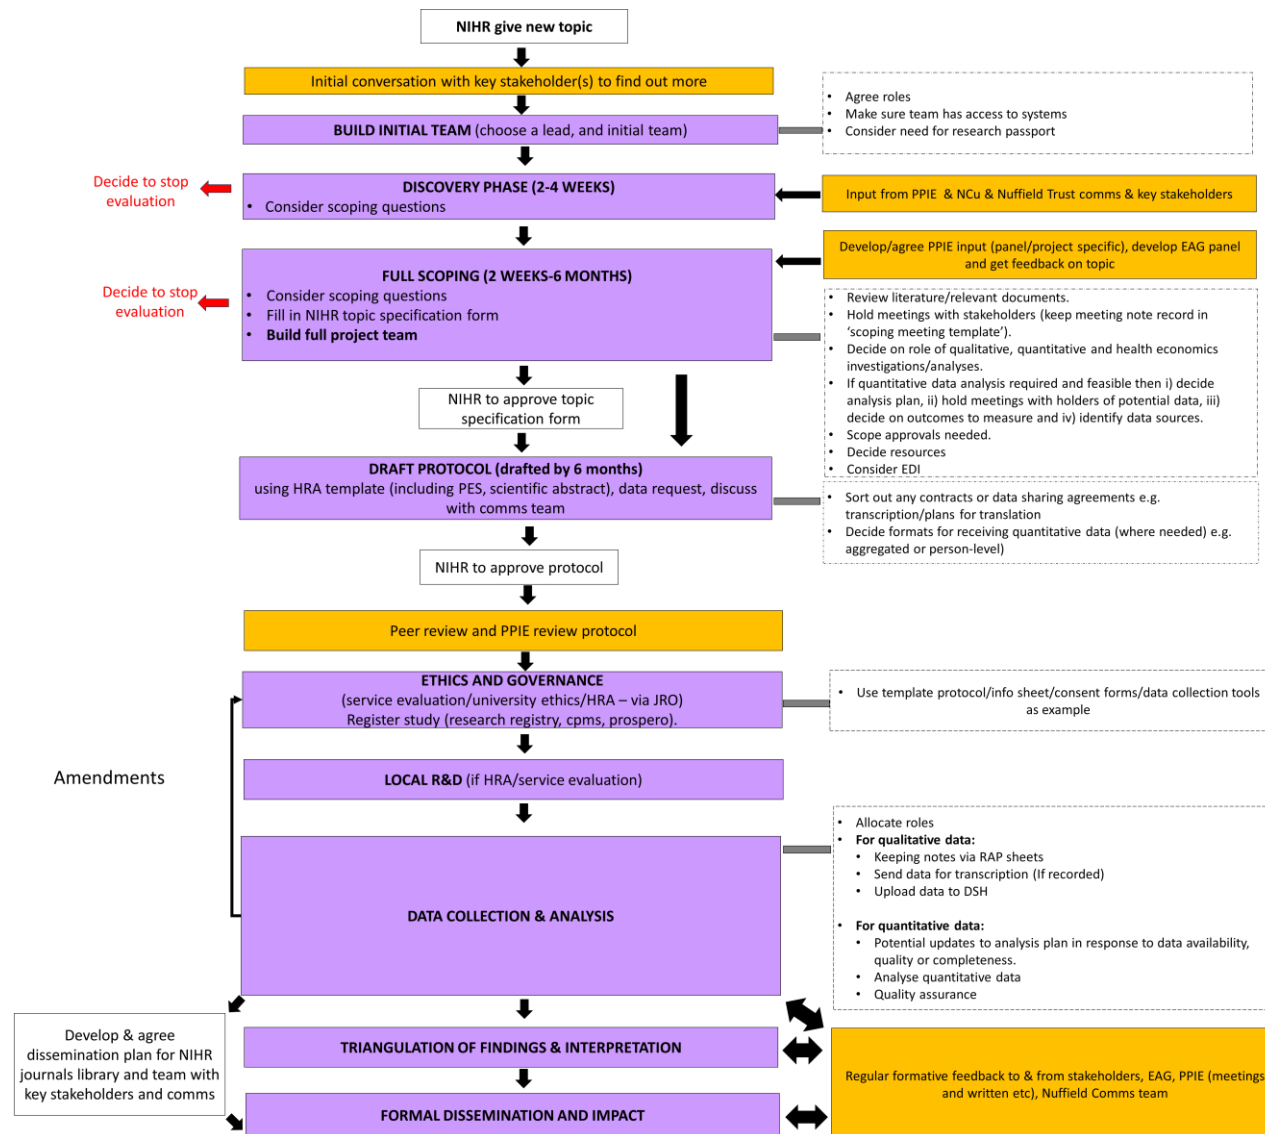 NIHR give new topic
Initial conversation with key stakeholder(s) to find out more
BUILD INITIAL TEAM (choose a lead, and initial team)
• Agree roles
• Make sure team has access to systems
• Consider need for research passport
Decide to stop
evaluation
DISCOVERY PHASE (2-4 WEEKS)
• Consider scoping questions
Input from PPIE & NCu & Nuffield Trust comms & key stakeholders
Develop/agree PPIE input (panel/project specific), develop EAG panel
and get feedback on topic
Decide to stop
evaluation
FULL SCOPING (2 WEEKS-6 MONTHS)
• Consider scoping questions
• Fill in NIHR topic specification form
• Build full project team
• Review literature/relevant documents.
• Hold meetings with stakeholders (keep meeting note record in
‘scoping meeting template’).
• Decide on role of qualitative, quantitative and health economics
investigations/analyses.
• If quantitative data analysis required and feasible then i) decide
analysis plan, ii) hold meetings with holders of potential data, iii)
decide on outcomes to measure and iv) identify data sources.
• Scope approvals needed.
• Decide resources
• Consider EDI
NIHR to approve topic
specification form
DRAFT PROTOCOL (drafted by 6 months)
using HRA template (including PES, scientific abstract), data request, discuss
with comms team
• Sort out any contracts or data sharing agreements e.g.
transcription/plans for translation
• Decide formats for receiving quantitative data (where needed) e.g.
aggregated or person-level)
NIHR to approve protocol
Peer review and PPIE review protocol
ETHICS AND GOVERNANCE
(service evaluation/university ethics/HRA – via JRO)
Register study (research registry, cpms, prospero).
• Use template protocol/info sheet/consent forms/data collection tools
as example
Amendments
LOCAL R&D (if HRA/service evaluation)
DATA COLLECTION & ANALYSIS
• Allocate roles
• For qualitative data:
• Keeping notes via RAP sheets
• Send data for transcription (If recorded)
• Upload data to DSH
• For quantitative data:
• Potential updates to analysis plan in response to data availability,
quality or completeness.
• Analyse quantitative data
• Quality assurance
Develop & agree
dissemination plan for NIHR
journals library and team with
key stakeholders and comms
TRIANGULATION OF FINDINGS & INTERPRETATION
Regular formative feedback to & from stakeholders, EAG, PPIE (meetings
and written etc), Nuffield Comms team
FORMAL DISSEMINATION AND IMPACT